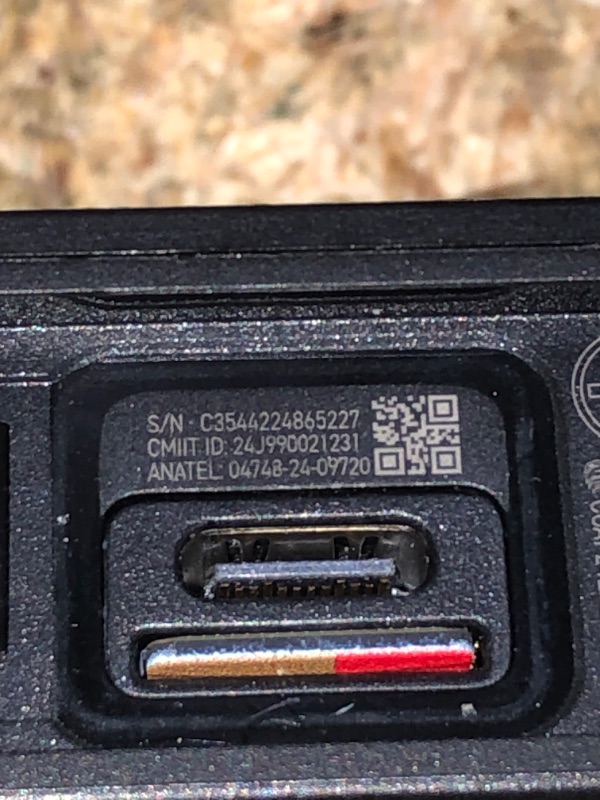 S/N · C3544224865227
CMIIT ID: 24J990021231
ANATEL: 04748-24-09720